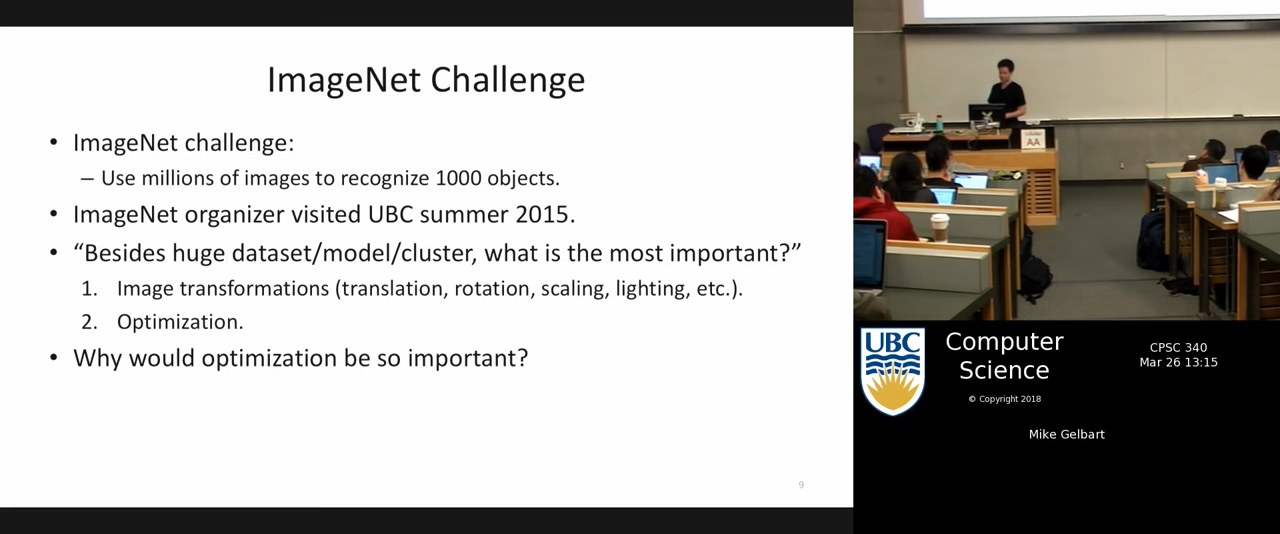 ImageNet Challenge
• ImageNet challenge:
– Use millions of images to recognize 1000 objects.
• ImageNet organizer visited UBC summer 2015.
• “Besides huge dataset/model/cluster, what is the most important?”
1. Image transformations (translation, rotation, scaling, lighting, etc.).
2. Optimization.
• Why would optimization be so important?
9
AA
UBC
Computer
Science
© Copyright 2018
CPSC 340
Mar 26 13:15
Mike Gelbart